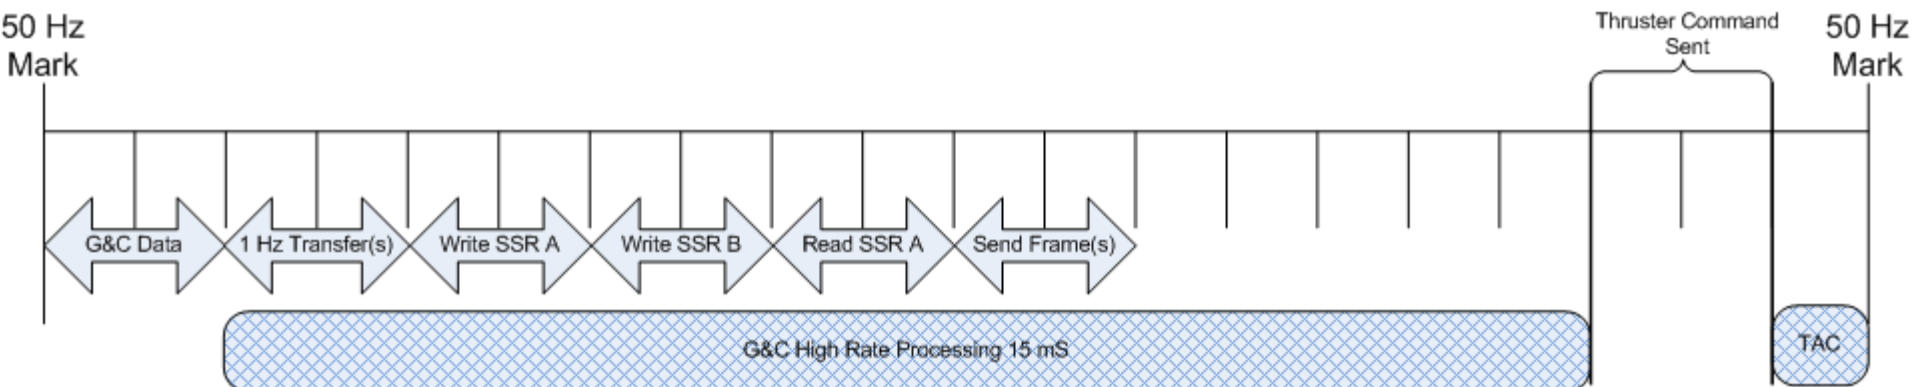 50 Hz
Mark
Thruster Command
Sent
50 Hz
Mark
G&C Data
1 Hz Transfer(s)
Write SSR A
Write SSR B
Read SSR A
Send Frame(s)
G&C High Rate Processing 15 mS
TAC